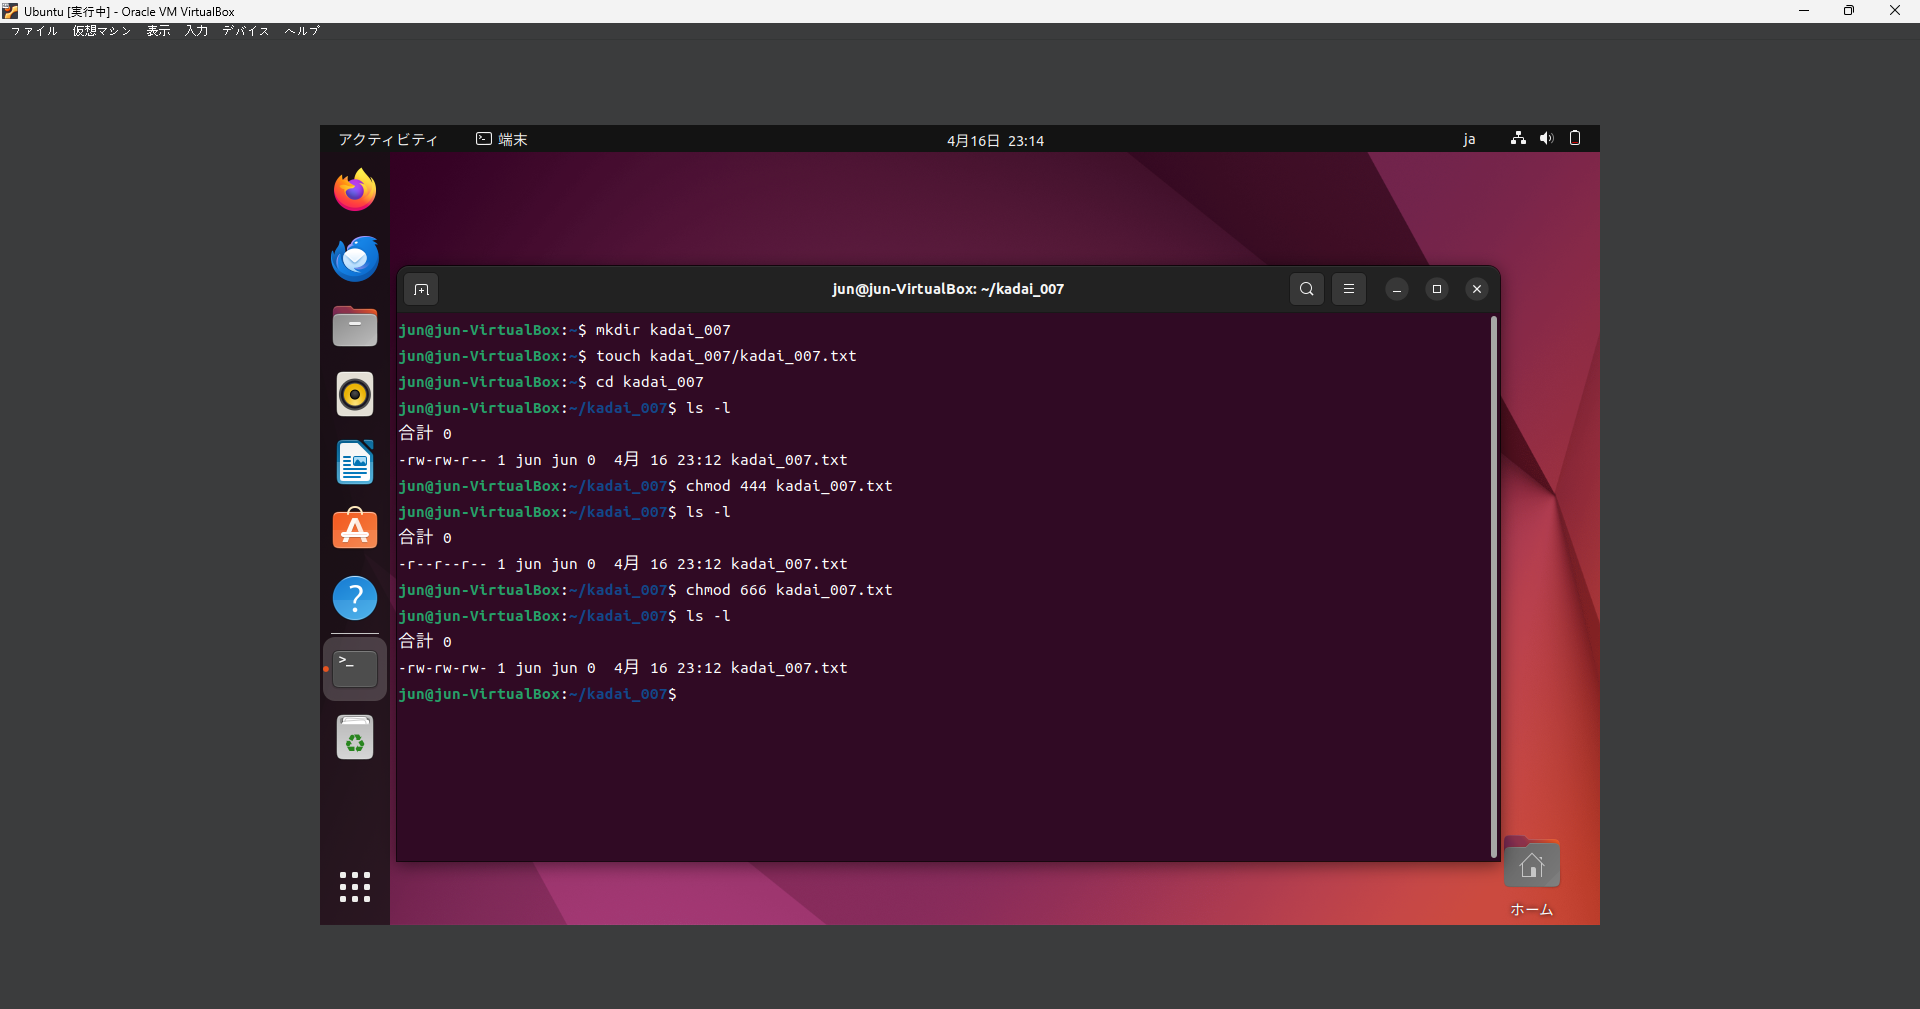 Ubuntu [実行中] - Oracle VM VirtualBox
ファイル 仮想マシン 表示 入力 デバイス ヘルプ
アクティビティ 端末 4月16日 23:14 ja
jun@jun-VirtualBox: ~/kadai_007
jun@jun-VirtualBox:~$ mkdir kadai_007
jun@jun-VirtualBox:~$ touch kadai_007/kadai_007.txt
jun@jun-VirtualBox:~$ cd kadai_007
jun@jun-VirtualBox:~/kadai_007$ ls -l
合計 0
-rw-rw-r-- 1 jun jun 0  4月 16 23:12 kadai_007.txt
jun@jun-VirtualBox:~/kadai_007$ chmod 444 kadai_007.txt
jun@jun-VirtualBox:~/kadai_007$ ls -l
合計 0
-r--r--r-- 1 jun jun 0  4月 16 23:12 kadai_007.txt
jun@jun-VirtualBox:~/kadai_007$ chmod 666 kadai_007.txt
jun@jun-VirtualBox:~/kadai_007$ ls -l
合計 0
-rw-rw-rw- 1 jun jun 0  4月 16 23:12 kadai_007.txt
jun@jun-VirtualBox:~/kadai_007$
ホーム